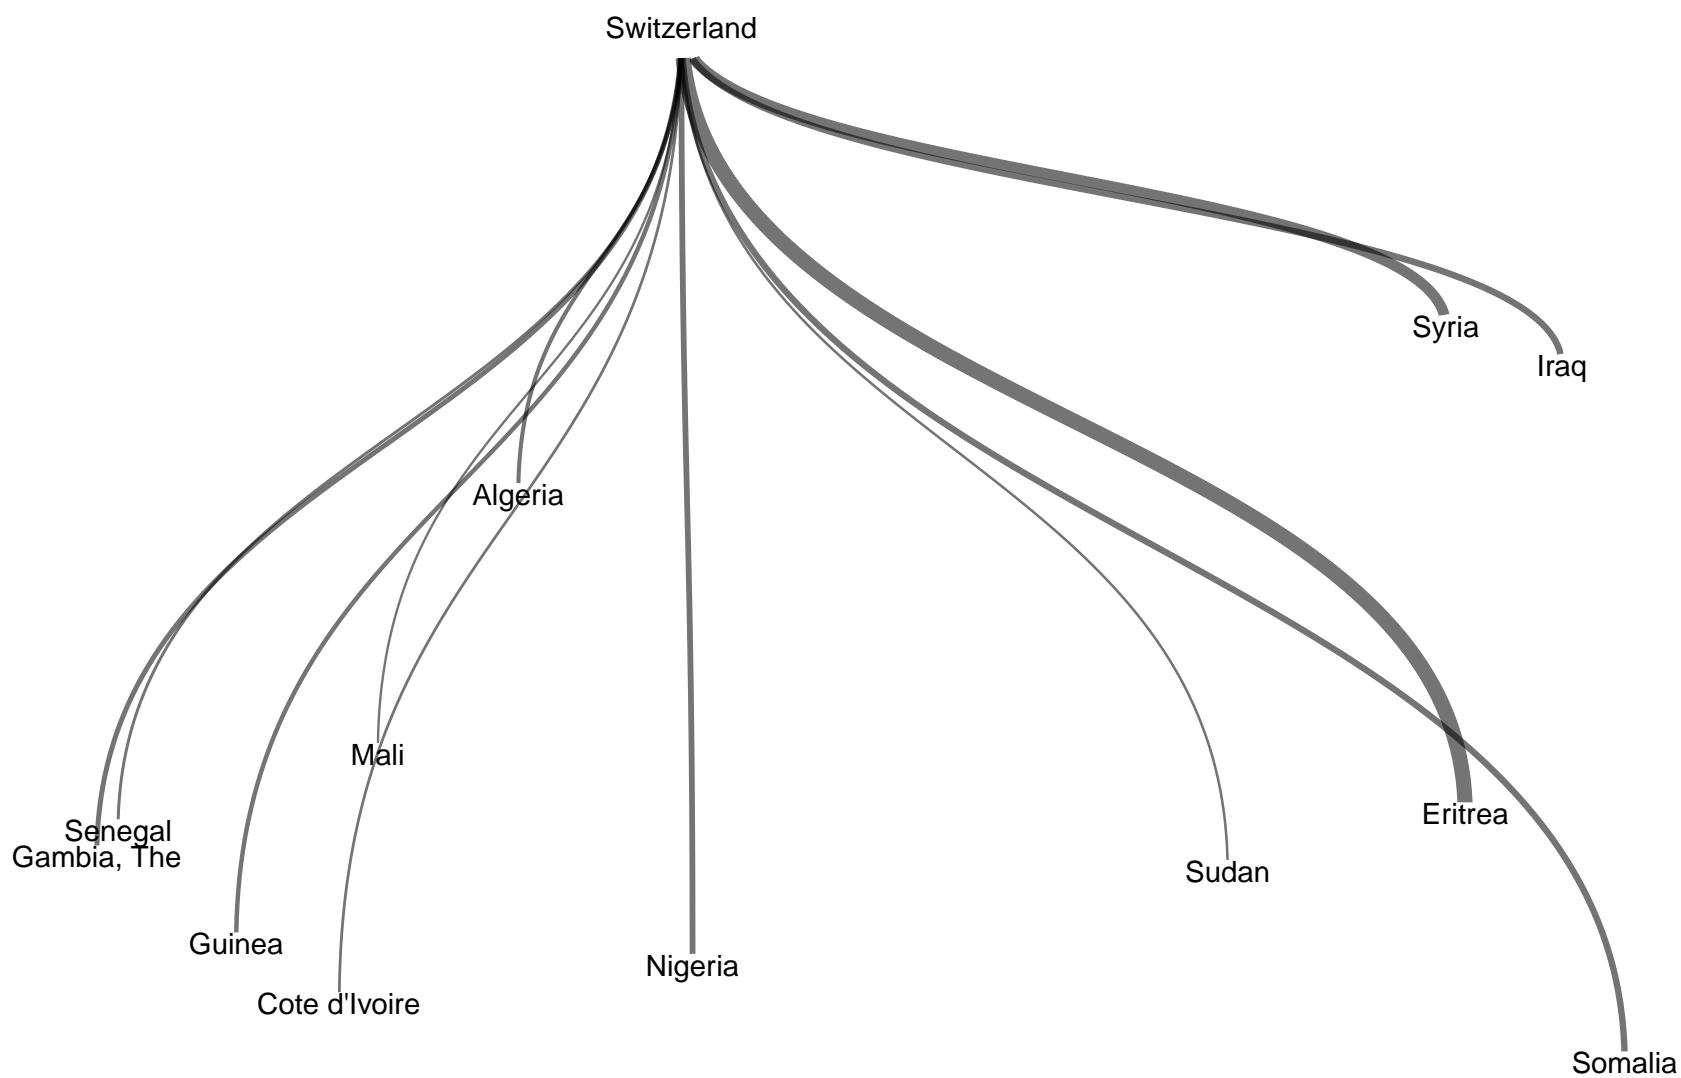 Switzerland
Syria
Iraq
Algeria
Mali
Eritrea
Senegal
Gambia, The
Sudan
Guinea
Nigeria
Cote d'Ivoire
Somalia